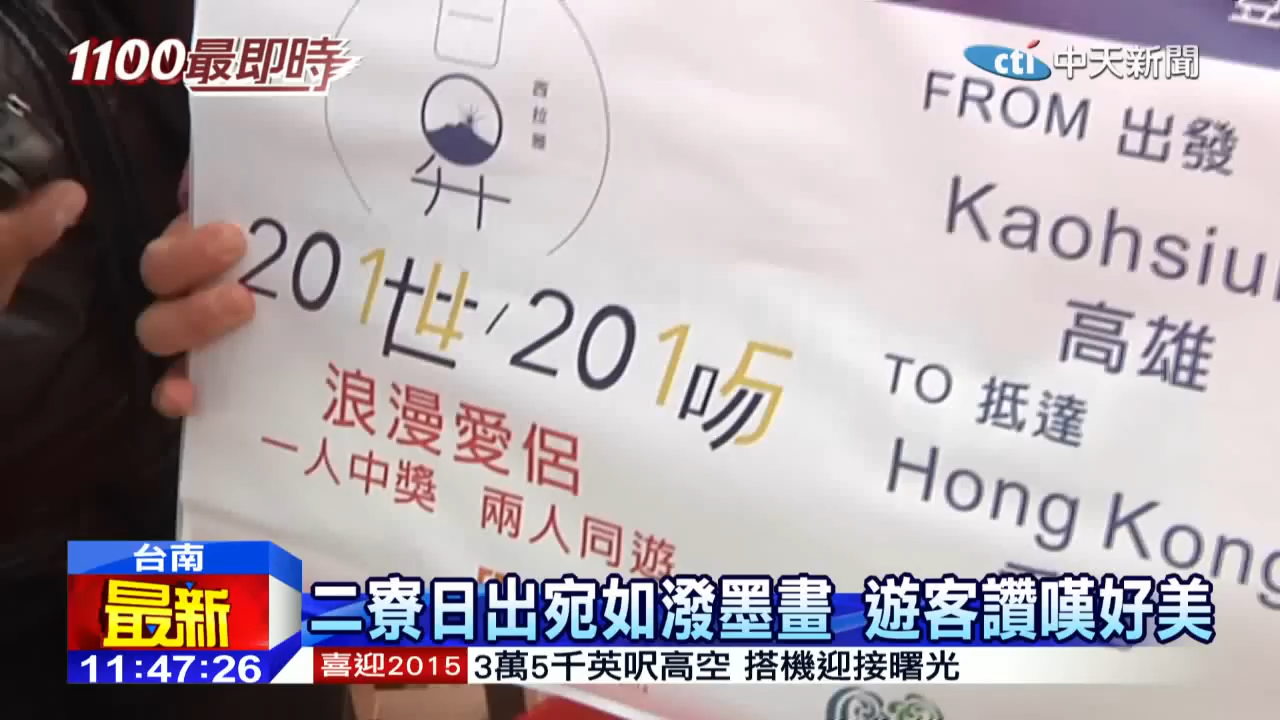 1100最即時
cti 中天新聞
西拉雅
FROM 出發
Kaohsiu
高雄
TO 抵達
Hong Kong
201世4/201吻5
浪漫愛侶
一人中獎 兩人同遊
台南
最新
11:47:26
二寮日出宛如潑墨畫 遊客讚嘆好美
喜迎2015 3萬5千英呎高空 搭機迎接曙光